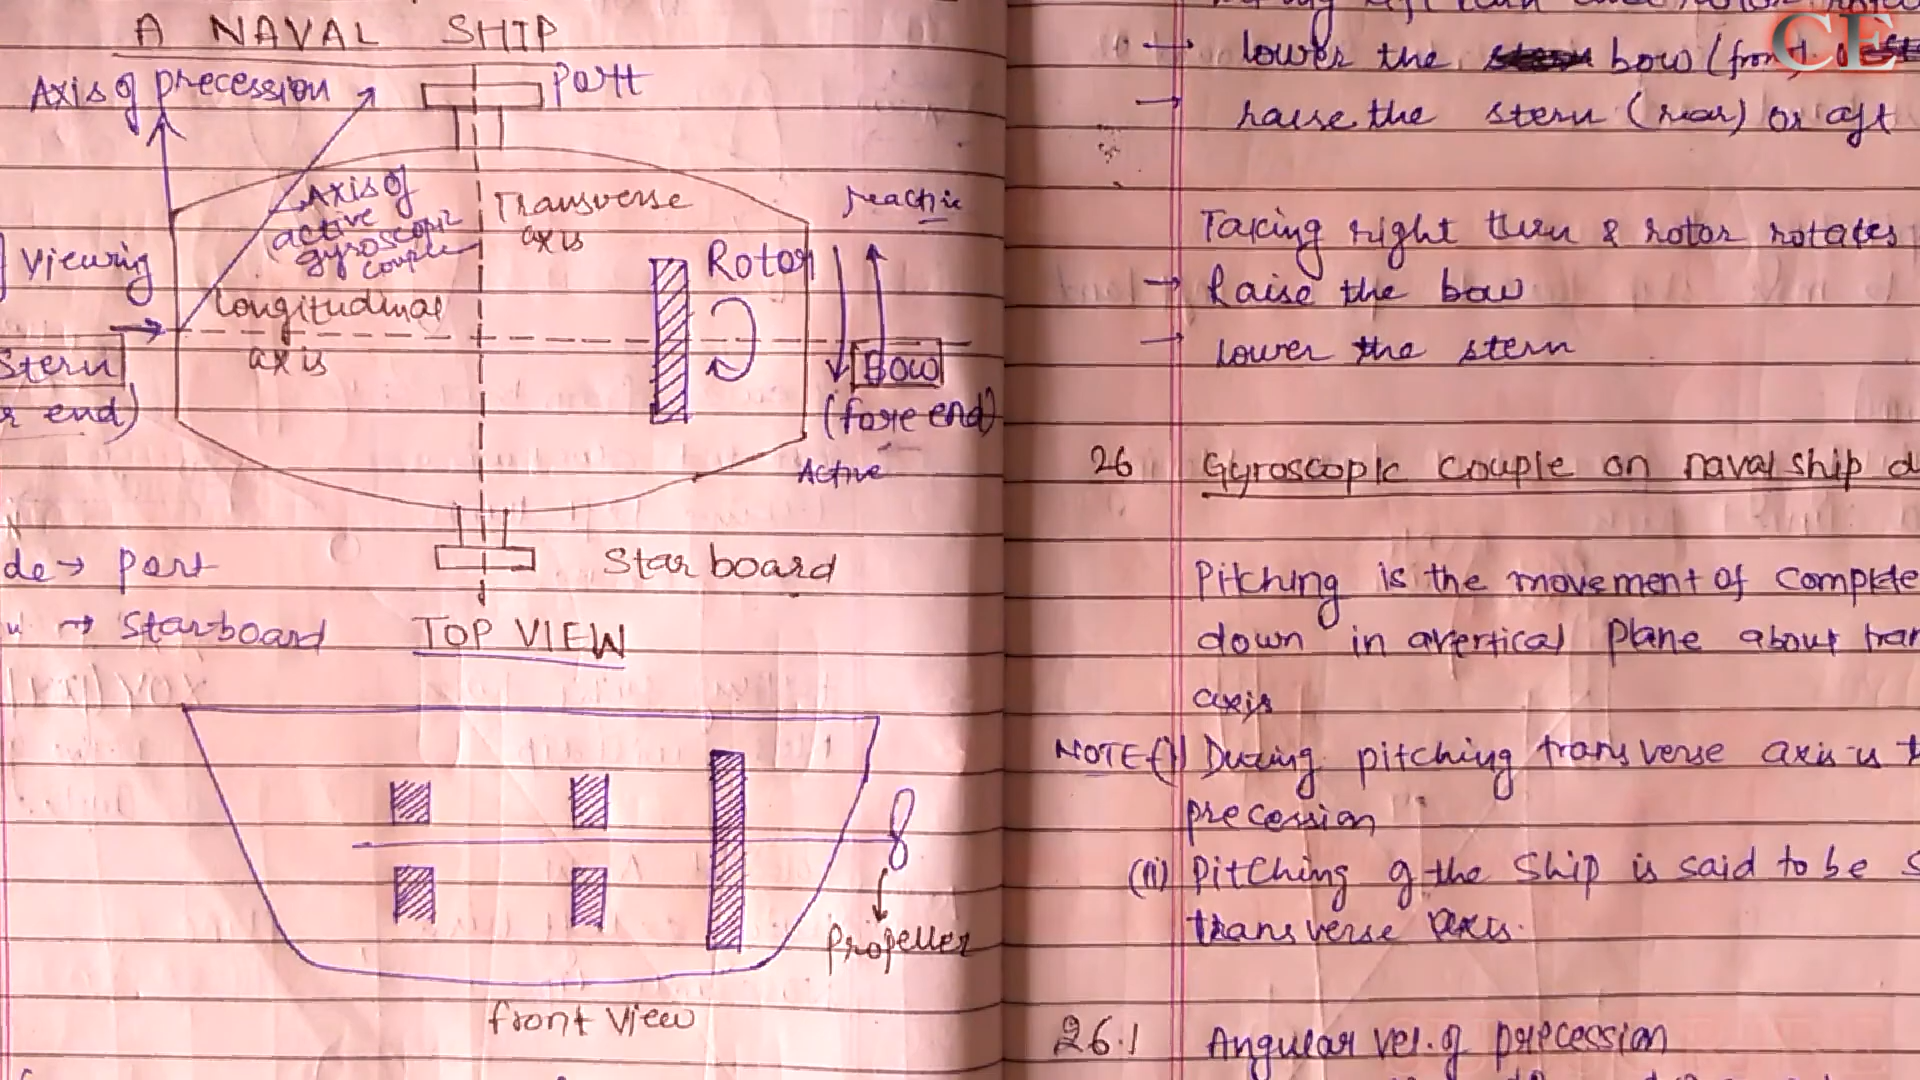 A NAVAL SHIP
Axis of precession
Port
Axis of
active
gyroscopic
couple
Transverse
axis
reactive
Viewing
Rotor
Longitudinal
axis
Stern
Bow
r end)
(fore end)
Active
de → port
Starboard
→ Starboard
TOP VIEW
Propeller
front view
CE
→ lower the bow (front)
→ raise the stern (rear) or aft
Taking right turn & rotor rotates
→ Raise the bow
→ lower the stern
26 Gyroscopic couple on naval ship d
Pitching is the movement of complete
down in a vertical plane about tran
axis
NOTE (i) During pitching transverse axis is
precession
(ii) Pitching of the ship is said to be S
transverse axis.
26.1 Angular vel. of precession